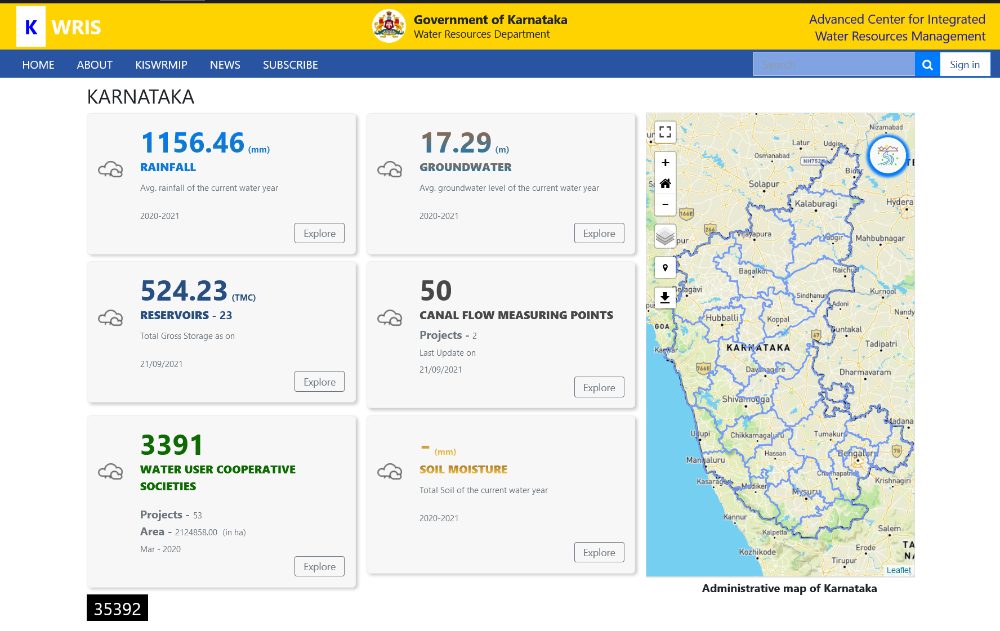 K WRIS
Government of Karnataka
Water Resources Department
Advanced Center for Integrated
Water Resources Management
HOME ABOUT KISWRMIP NEWS SUBSCRIBE
Search
Sign in
KARNATAKA
1156.46 (mm)
RAINFALL
Avg. rainfall of the current water year
2020-2021
Explore
17.29 (m)
GROUNDWATER
Avg. groundwater level of the current water year
2020-2021
Explore
524.23 (TMC)
RESERVOIRS - 23
Total Gross Storage as on
21/09/2021
Explore
50
CANAL FLOW MEASURING POINTS
Projects - 2
Last Update on
21/09/2021
Explore
3391
WATER USER COOPERATIVE
SOCIETIES
Projects - 53
Area - 2124858.00 (in ha)
Mar - 2020
Explore
- (mm)
SOIL MOISTURE
Total Soil of the current water year
2020-2021
Explore
Nizamabad
Latur
Udgir
Osmanabad
NH752
Bidar
Solapur
Kalaburagi
Hydera
166E
266
Vijayapura
Yadgir
Mahbubnagar
pur
Bagalkot
Raichur
Belagavi
Sindhanur
Kurnool
Adoni
Nandy
Hubballi
Koppal
GOA
Guntakal
67
Tadipatri
KARNATAKA
Karwar
766E
Davanagere
Dharmavaram
Shivamogga
Madana
Udupi
Chikkamagaluru
Tumakuru
Hassan
Bengaluru
75
Mangaluru
Channapatna
Kasaragod
Madikeri
Krishnagiri
Mysuru
Kannur
Kalpetta
Salem
Kozhikode
Erode
TA
NA
Tirupur
Leaflet
Administrative map of Karnataka
35392